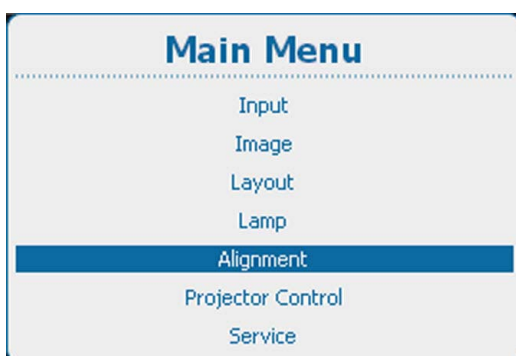 Main Menu
Input
Image
Layout
Lamp
Alignment
Projector Control
Service